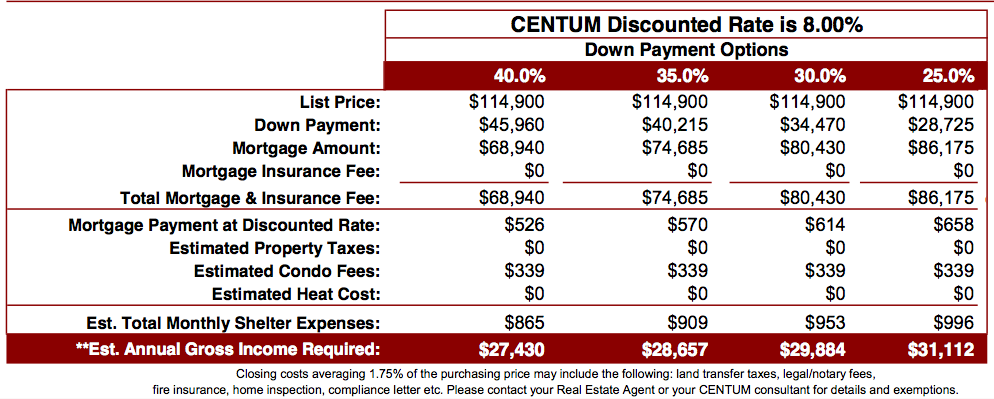 CENTUM Discounted Rate is 8.00%
Down Payment Options
40.0% 35.0% 30.0% 25.0%
List Price: $114,900 $114,900 $114,900 $114,900
Down Payment: $45,960 $40,215 $34,470 $28,725
Mortgage Amount: $68,940 $74,685 $80,430 $86,175
Mortgage Insurance Fee: $0 $0 $0 $0
Total Mortgage & Insurance Fee: $68,940 $74,685 $80,430 $86,175
Mortgage Payment at Discounted Rate: $526 $570 $614 $658
Estimated Property Taxes: $0 $0 $0 $0
Estimated Condo Fees: $339 $339 $339 $339
Estimated Heat Cost: $0 $0 $0 $0
Est. Total Monthly Shelter Expenses: $865 $909 $953 $996
**Est. Annual Gross Income Required: $27,430 $28,657 $29,884 $31,112
Closing costs averaging 1.75% of the purchasing price may include the following: land transfer taxes, legal/notary fees,
fire insurance, home inspection, compliance letter etc. Please contact your Real Estate Agent or your CENTUM consultant for details and exemptions.